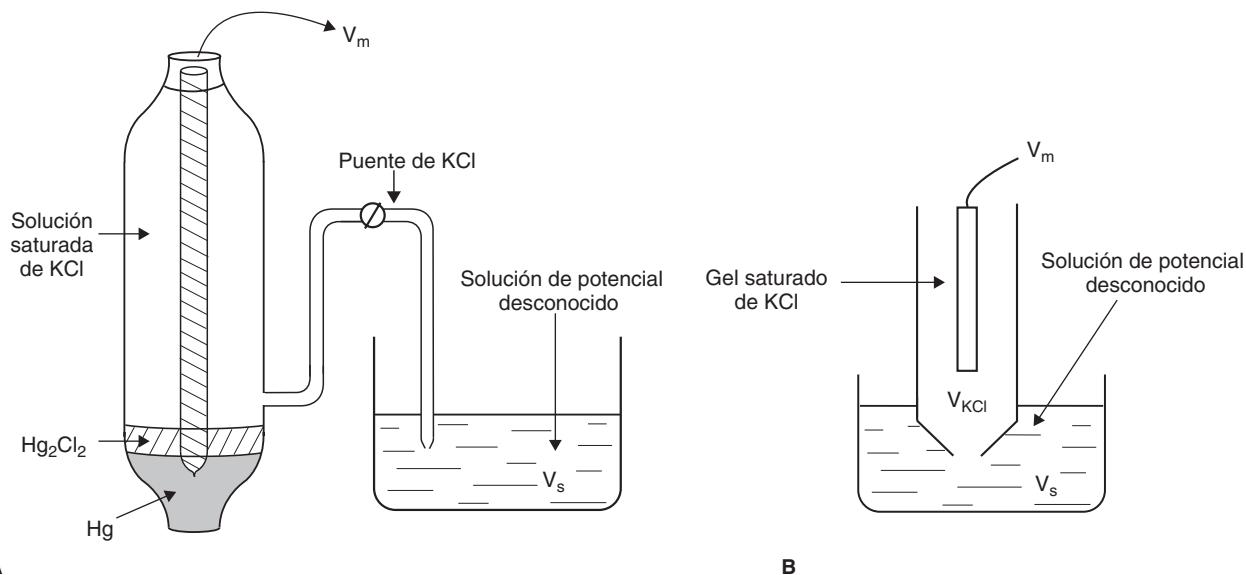 V_m
Puente de KCl
Solución
saturada
de KCl
Solución de potencial
desconocido
Hg₂Cl₂
V_s
Hg
V_m
Gel saturado
de KCl
Solución de potencial
desconocido
V_KCl
V_s
B